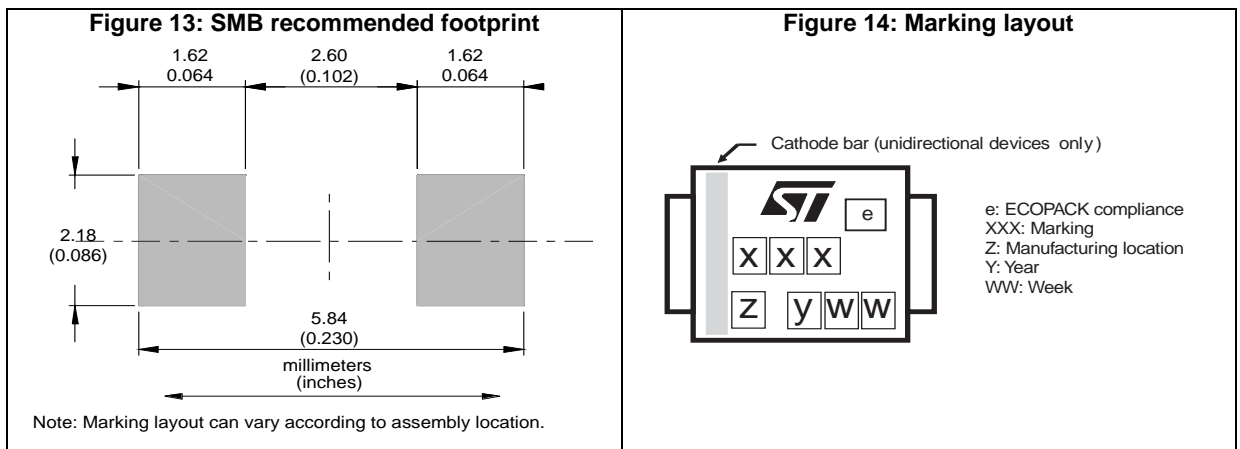 Figure 13: SMB recommended footprint
1.62
0.064
2.60
(0.102)
1.62
0.064
2.18
(0.086)
5.84
(0.230)
millimeters
(inches)
Note: Marking layout can vary according to assembly location.
Figure 14: Marking layout
Cathode bar (unidirectional devices only)
ST
e
x x x
z y w w
e: ECOPACK compliance
XXX: Marking
Z: Manufacturing location
Y: Year
WW: Week